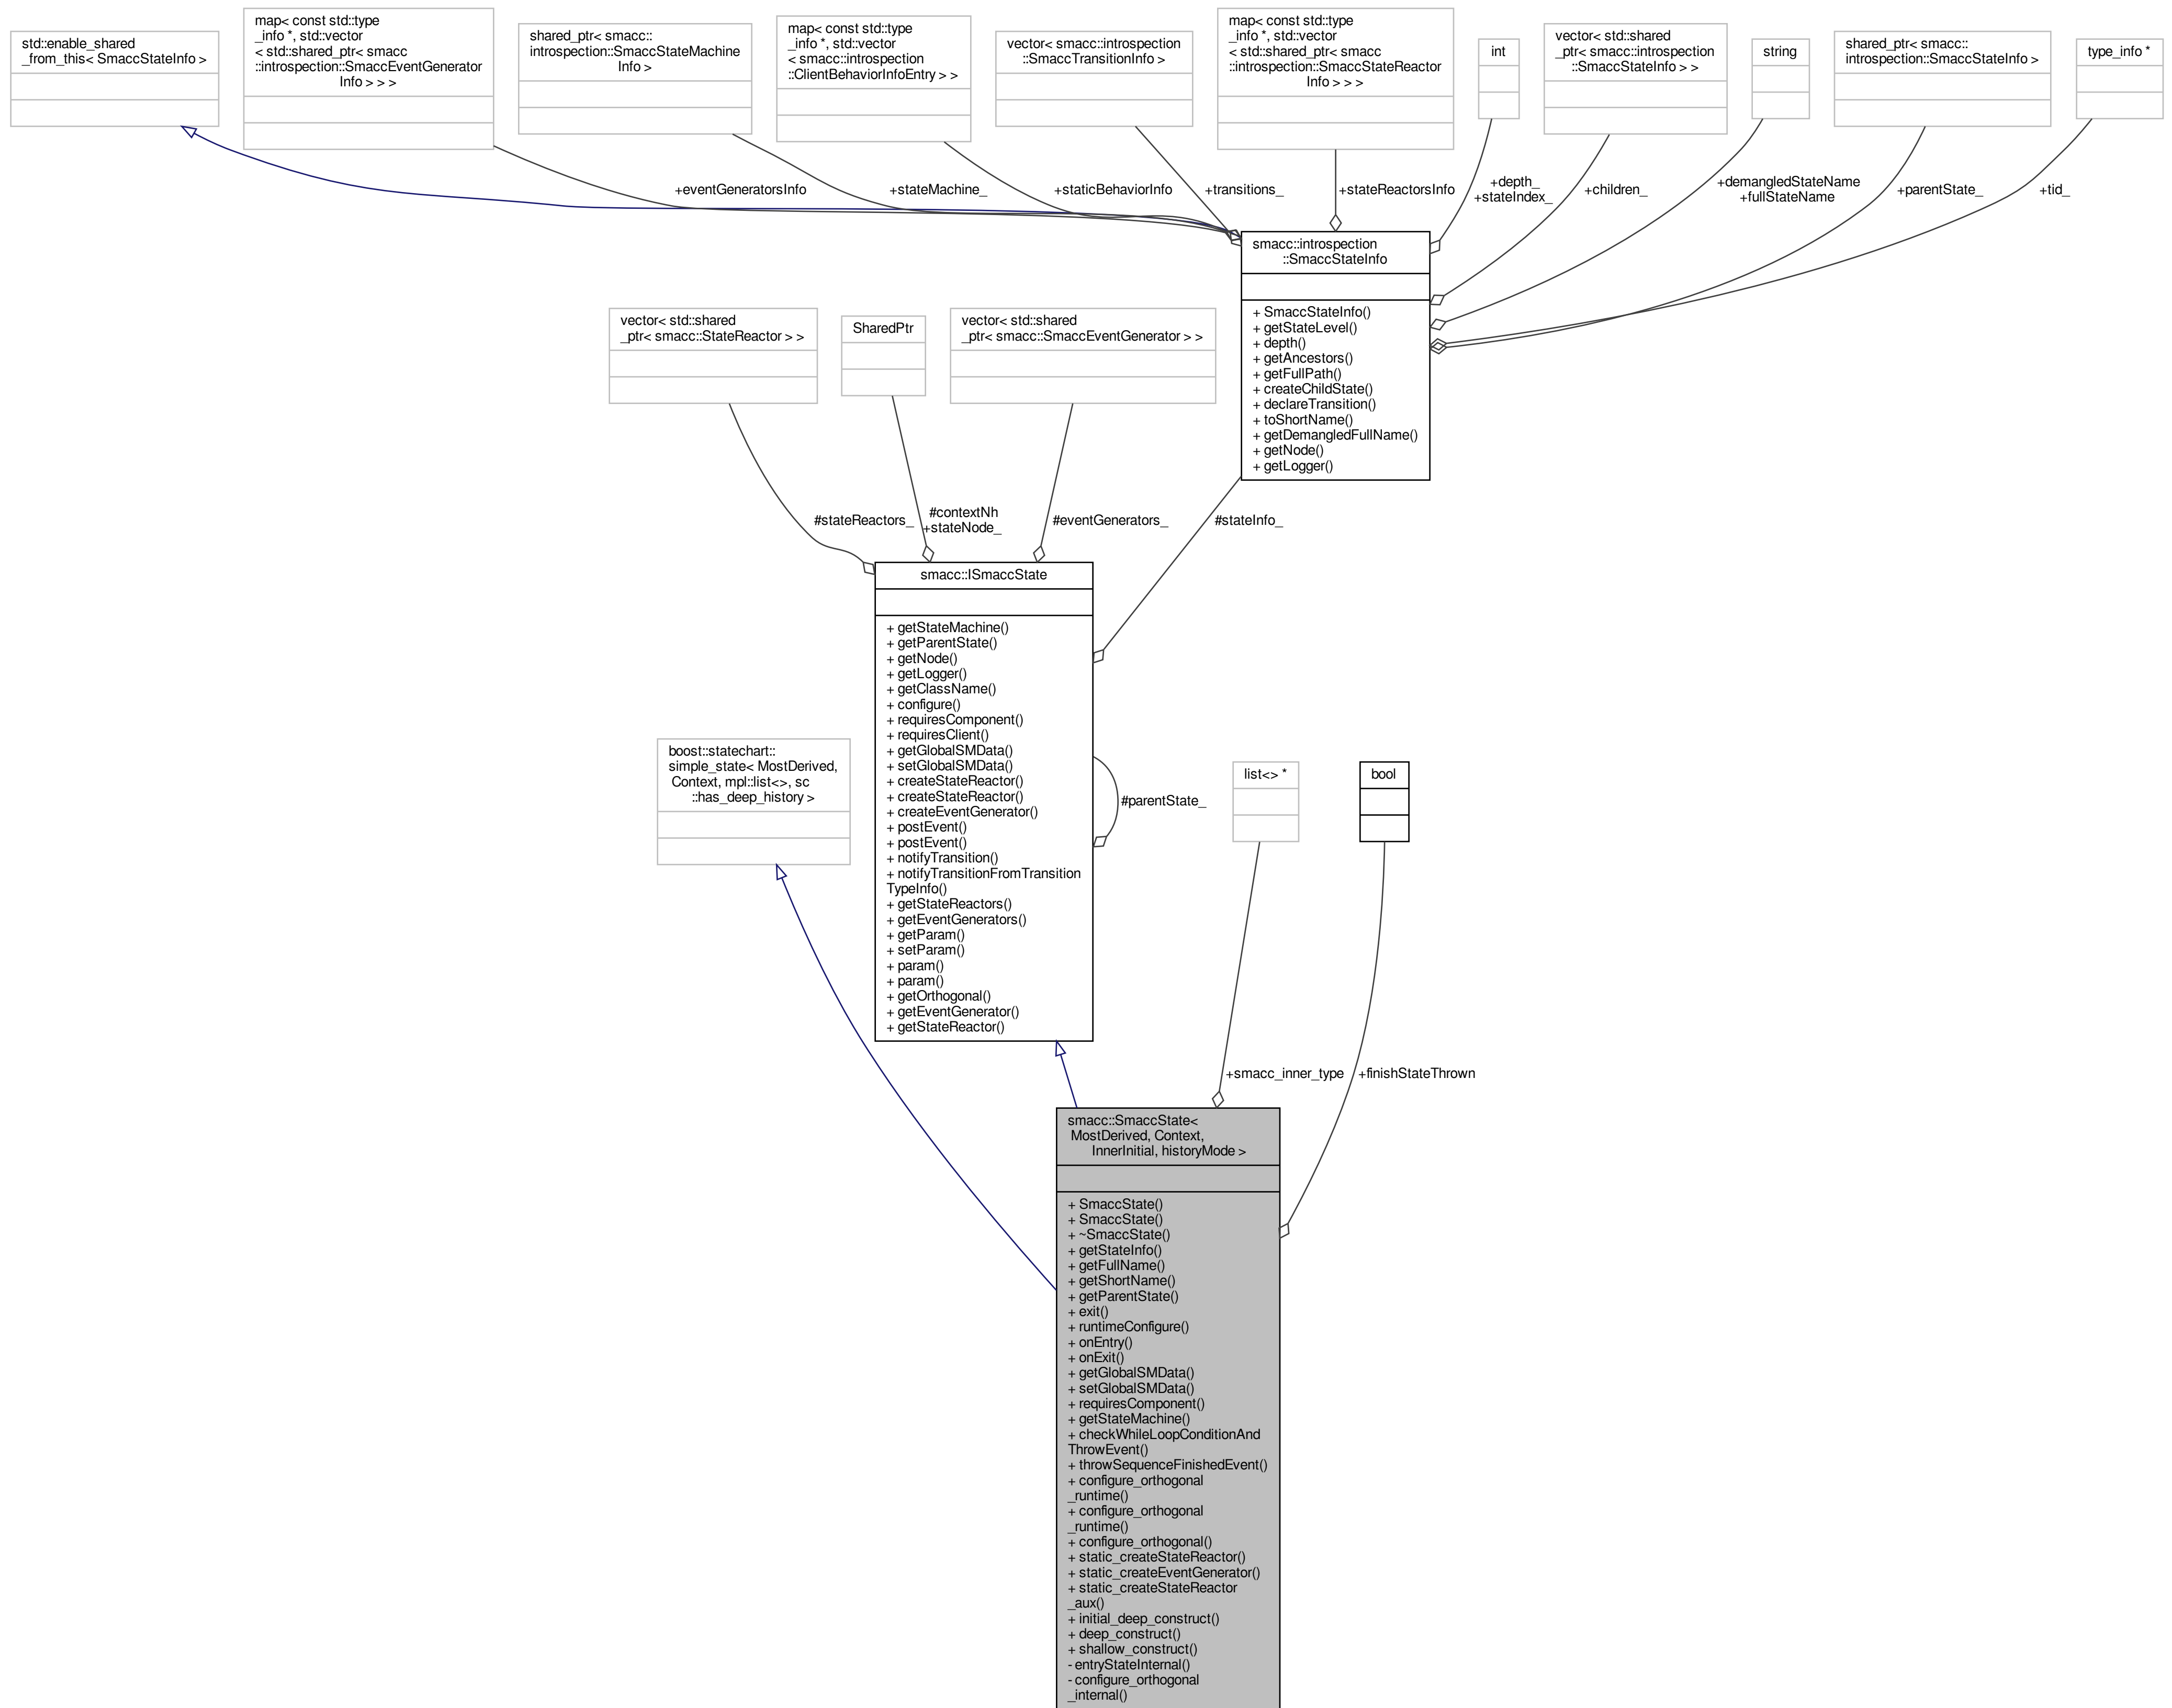 std::enable_shared
_from_this< SmaccStateInfo >
map< const std::type
_info *, std::vector
< std::shared_ptr< smacc
::introspection::SmaccEventGenerator
Info > > >
shared_ptr< smacc::
introspection::SmaccStateMachine
Info >
map< const std::type
_info *, std::vector
< smacc::introspection
::ClientBehaviorInfoEntry > >
vector< smacc::introspection
::SmaccTransitionInfo >
map< const std::type
_info *, std::vector
< std::shared_ptr< smacc
::introspection::SmaccStateReactor
Info > > >
int
vector< std::shared
_ptr< smacc::introspection
::SmaccStateInfo > >
string
shared_ptr< smacc::
introspection::SmaccStateInfo >
type_info *
+eventGeneratorsInfo
+stateMachine_
+staticBehaviorInfo
+transitions_
+stateReactorsInfo
+depth_
+stateIndex_
+children_
+demangledStateName
+fullStateName
+parentState_
+tid_
smacc::introspection
::SmaccStateInfo
+ SmaccStateInfo()
+ getStateLevel()
+ depth()
+ getAncestors()
+ getFullPath()
+ createChildState()
+ declareTransition()
+ toShortName()
+ getDemangledFullName()
+ getNode()
+ getLogger()
vector< std::shared
_ptr< smacc::StateReactor > >
SharedPtr
vector< std::shared
_ptr< smacc::SmaccEventGenerator > >
#stateReactors_
#contextNh
+stateNode_
#eventGenerators_
#stateInfo_
smacc::ISmaccState
+ getStateMachine()
+ getParentState()
+ getNode()
+ getLogger()
+ getClassName()
+ configure()
+ requiresComponent()
+ requiresClient()
+ getGlobalSMData()
+ setGlobalSMData()
+ createStateReactor()
+ createStateReactor()
+ createEventGenerator()
+ postEvent()
+ postEvent()
+ notifyTransition()
+ notifyTransitionFromTransition
TypeInfo()
+ getStateReactors()
+ getEventGenerators()
+ getParam()
+ setParam()
+ param()
+ param()
+ getOrthogonal()
+ getEventGenerator()
+ getStateReactor()
#parentState_
boost::statechart::
simple_state< MostDerived,
Context, mpl::list<>, sc
::has_deep_history >
list<> *
bool
+smacc_inner_type
+finishStateThrown
smacc::SmaccState<
MostDerived, Context,
InnerInitial, historyMode >
+ SmaccState()
+ SmaccState()
+ ~SmaccState()
+ getStateInfo()
+ getFullName()
+ getShortName()
+ getParentState()
+ exit()
+ runtimeConfigure()
+ onEntry()
+ onExit()
+ getGlobalSMData()
+ setGlobalSMData()
+ requiresComponent()
+ getStateMachine()
+ checkWhileLoopConditionAnd
ThrowEvent()
+ throwSequenceFinishedEvent()
+ configure_orthogonal
_runtime()
+ configure_orthogonal
_runtime()
+ configure_orthogonal()
+ static_createStateReactor()
+ static_createEventGenerator()
+ static_createStateReactor
_aux()
+ initial_deep_construct()
+ deep_construct()
+ shallow_construct()
- entryStateInternal()
- configure_orthogonal
_internal()